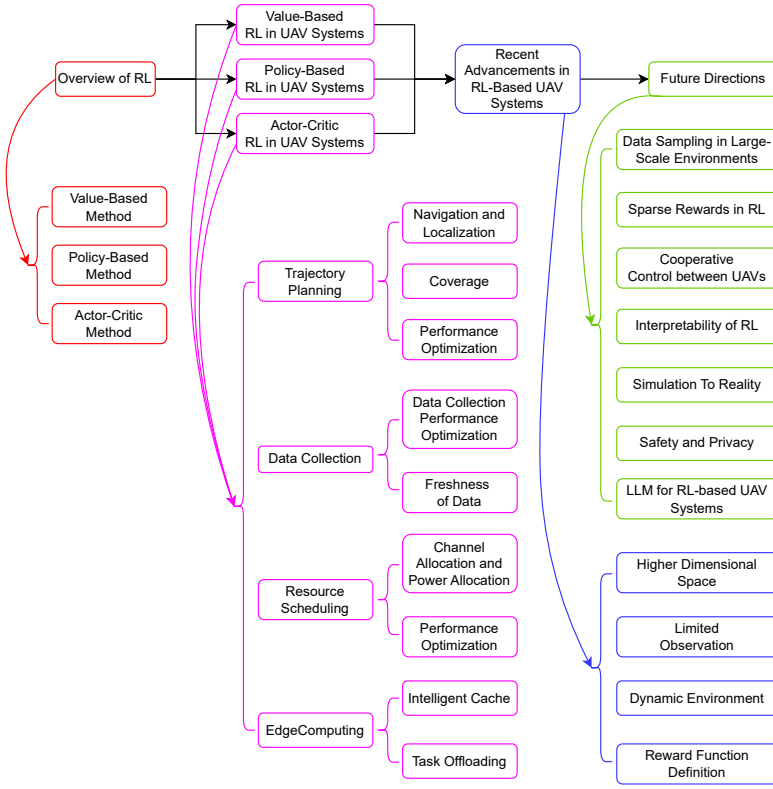 Overview of RL
Value-Based
RL in UAV Systems
Policy-Based
RL in UAV Systems
Actor-Critic
RL in UAV Systems
Recent
Advancements in
RL-Based UAV
Systems
Future Directions
Value-Based
Method
Policy-Based
Method
Actor-Critic
Method
Trajectory
Planning
Navigation and
Localization
Coverage
Performance
Optimization
Data Collection
Data Collection
Performance
Optimization
Freshness
of Data
Resource
Scheduling
Channel
Allocation and
Power Allocation
Performance
Optimization
EdgeComputing
Intelligent Cache
Task Offloading
Data Sampling in Large-
Scale Environments
Sparse Rewards in RL
Cooperative
Control between UAVs
Interpretability of RL
Simulation To Reality
Safety and Privacy
LLM for RL-based UAV
Systems
Higher Dimensional
Space
Limited
Observation
Dynamic Environment
Reward Function
Definition